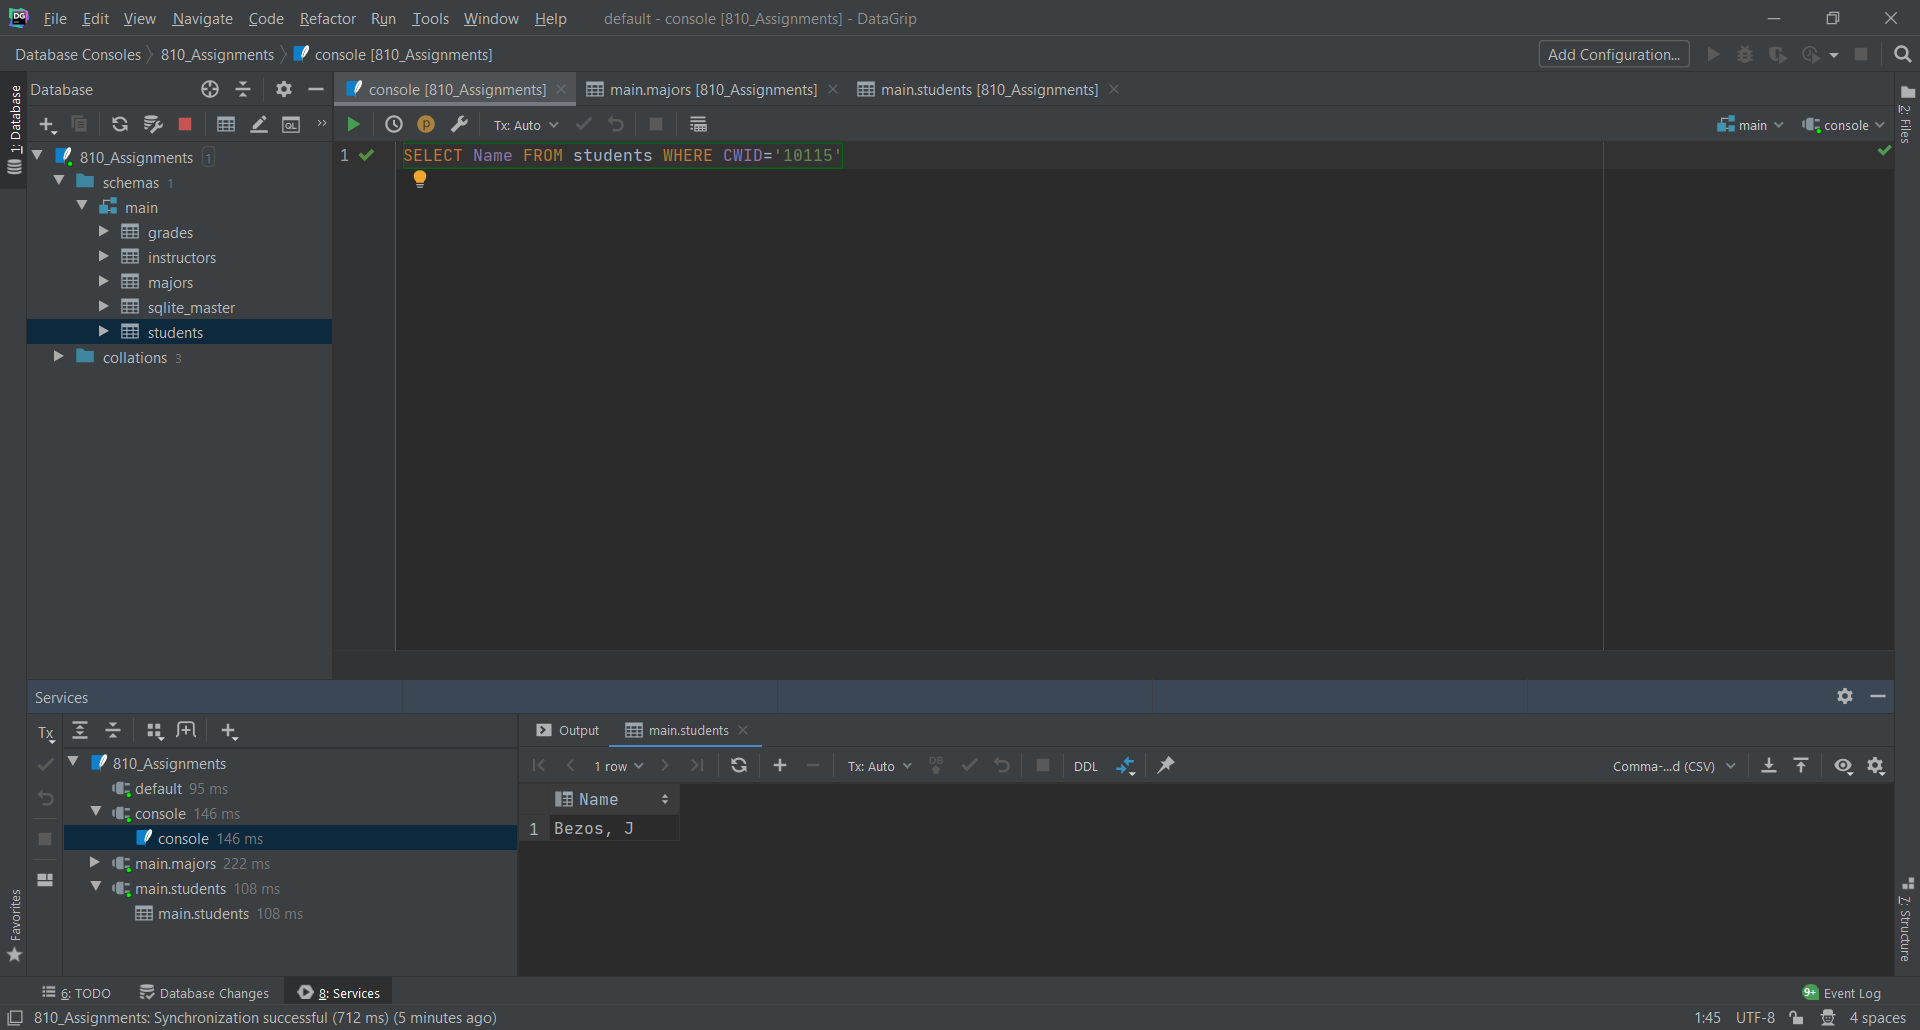 DG File Edit View Navigate Code Refactor Run Tools Window Help default - console [810_Assignments] - DataGrip
Database Consoles 810_Assignments console [810_Assignments] Add Configuration...
1: Database
Database
console [810_Assignments] main.majors [810_Assignments] main.students [810_Assignments]
2: Files
QL » p Tx: Auto main console
810_Assignments 1
schemas 1
main
grades
instructors
majors
sqlite_master
students
collations 3
1 SELECT Name FROM students WHERE CWID='10115'
Services
Tx
810_Assignments
default 95 ms
console 146 ms
console 146 ms
main.majors 222 ms
main.students 108 ms
main.students 108 ms
Output main.students
1 row Tx: Auto DB DDL Comma-...d (CSV)
Name
1 Bezos, J
Favorites
7: Structure
6: TODO Database Changes 8: Services 9+ Event Log
810_Assignments: Synchronization successful (712 ms) (5 minutes ago) 1:45 UTF-8 4 spaces